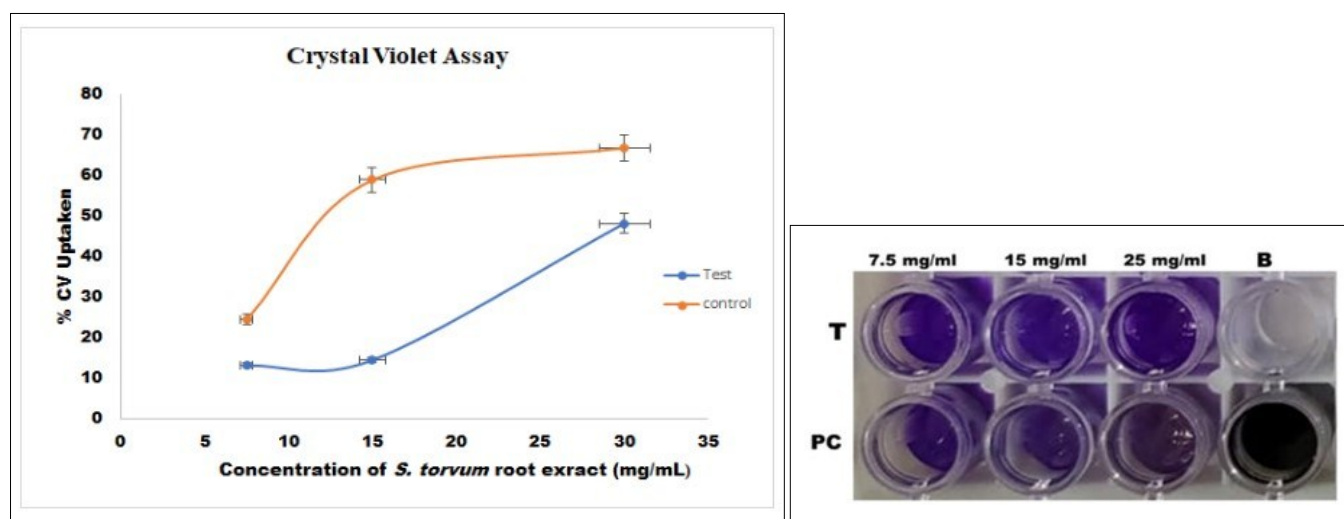 Crystal Violet Assay
80
70
60
50
40
30
20
10
0
% CV Uptaken
0 5 10 15 20 25 30 35
Concentration of S. torvum root exract (mg/mL)
Test
control
7.5 mg/ml 15 mg/ml 25 mg/ml B
T
PC